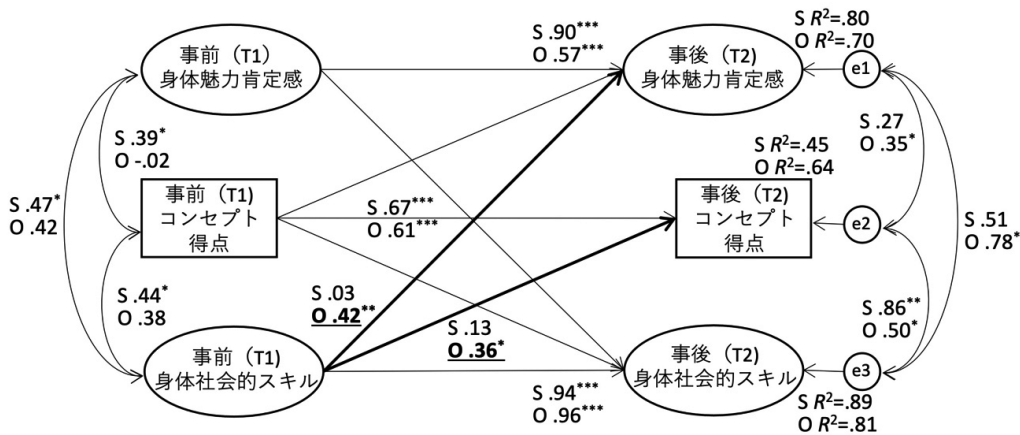 事前（T1）
身体魅力肯定感
S .90***
O .57***
事後（T2）
身体魅力肯定感
S R²=.80
O R²=.70
e1
S .39*
O -.02
S .27
O .35*
S .47*
O .42
事前（T1)
コンセプト
得点
S .67***
O .61***
S R²=.45
O R²=.64
事後（T2)
コンセプト
得点
e2
S .51
O .78*
S .44*
O .38
S .03
O .42**
S .13
O .36*
S .86**
O .50*
事前（T1)
身体社会的スキル
S .94***
O .96***
事後（T2)
身体社会的スキル
e3
S R²=.89
O R²=.81